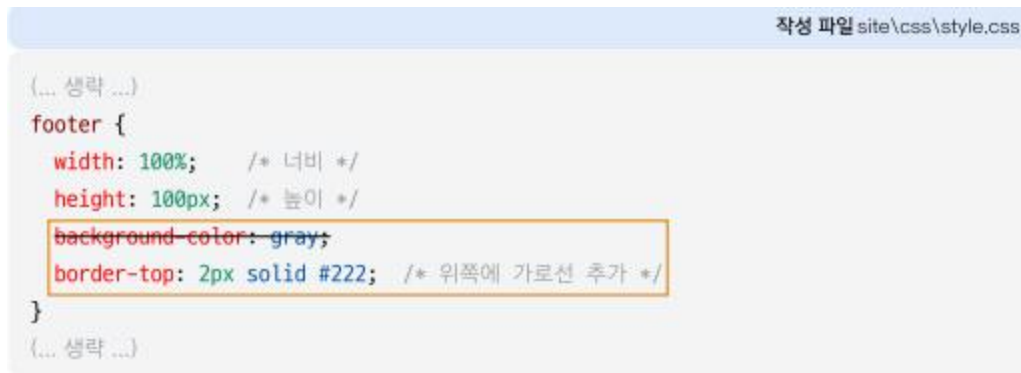 작성 파일 site\css\style.css
(... 생략 ...)
footer {
width: 100%; /* 너비 */
height: 100px; /* 높이 */
background-color: gray;
border-top: 2px solid #222; /* 위쪽에 가로선 추가 */
}
(... 생략 ...)